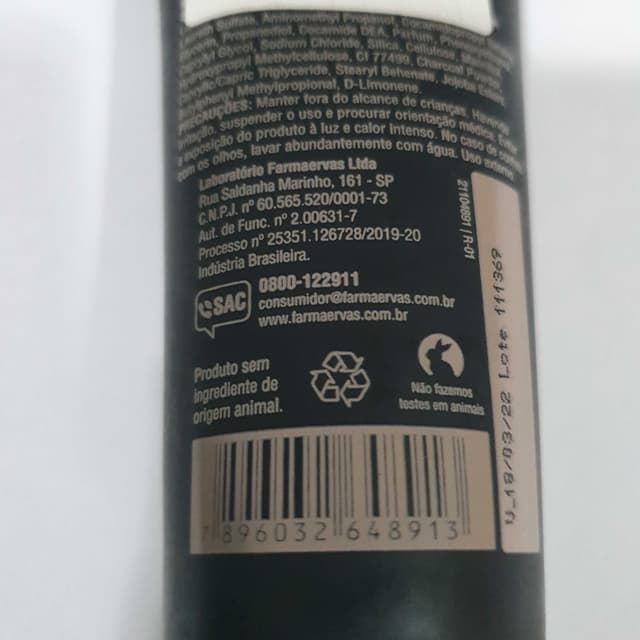 Sulfate, Aminomethyl Propanol,
Propanediol, Cocamide DEA, Parfum,
Glycol, Sodium Chloride, Silica, Cellulose,
Methylcellulose, CI 77499, Charcoal Powder,
Triglyceride, Stearyl Behenate, Jojoba
Methylpropional, D-Limonene.
PRECAUÇÕES: Manter fora do alcance de crianças. Havendo
irritação, suspender o uso e procurar orientação médica. Evitar
a exposição do produto à luz e calor intenso. No caso de contato
com os olhos, lavar abundantemente com água. Uso externo
Laboratório Farmaervas Ltda
Rua Saldanha Marinho, 161 - SP
C.N.P.J. nº 60.565.520/0001-73
Aut. de Func. nº 2.00631-7
Processo nº 25351.126728/2019-20
Indústria Brasileira.
SAC
0800-122911
consumidor@farmaervas.com.br
www.farmaervas.com.br
Produto sem
ingrediente de
origem animal.
Não fazemos
testes em animais
7 896032 648913
21104891 | R-01
V_18/03/22 Lote 111369